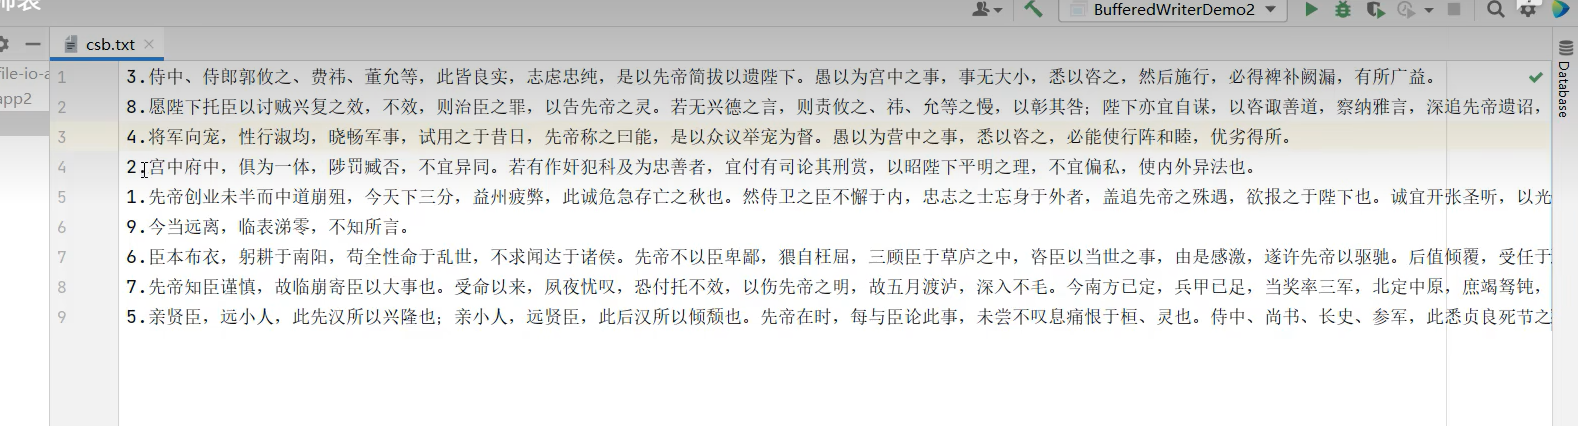 师表
BufferedWriterDemo2
csb.txt
file-io-a
app2
Database
1 3.侍中、侍郎郭攸之、费祎、董允等，此皆良实，志虑忠纯，是以先帝简拔以遗陛下。愚以为宫中之事，事无大小，悉以咨之，然后施行，必得裨补阙漏，有所广益。
2 8.愿陛下托臣以讨贼兴复之效，不效，则治臣之罪，以告先帝之灵。若无兴德之言，则责攸之、祎、允等之慢，以彰其咎；陛下亦宜自谋，以咨诹善道，察纳雅言，深追先帝遗诏，
3 4.将军向宠，性行淑均，晓畅军事，试用之于昔日，先帝称之曰能，是以众议举宠为督。愚以为营中之事，悉以咨之，必能使行阵和睦，优劣得所。
4 2.宫中府中，俱为一体，陟罚臧否，不宜异同。若有作奸犯科及为忠善者，宜付有司论其刑赏，以昭陛下平明之理，不宜偏私，使内外异法也。
5 1.先帝创业未半而中道崩殂，今天下三分，益州疲弊，此诚危急存亡之秋也。然侍卫之臣不懈于内，忠志之士忘身于外者，盖追先帝之殊遇，欲报之于陛下也。诚宜开张圣听，以光
6 9.今当远离，临表涕零，不知所言。
7 6.臣本布衣，躬耕于南阳，苟全性命于乱世，不求闻达于诸侯。先帝不以臣卑鄙，猥自枉屈，三顾臣于草庐之中，咨臣以当世之事，由是感激，遂许先帝以驱驰。后值倾覆，受任于
8 7.先帝知臣谨慎，故临崩寄臣以大事也。受命以来，夙夜忧叹，恐付托不效，以伤先帝之明，故五月渡泸，深入不毛。今南方已定，兵甲已足，当奖率三军，北定中原，庶竭驽钝，
9 5.亲贤臣，远小人，此先汉所以兴隆也；亲小人，远贤臣，此后汉所以倾颓也。先帝在时，每与臣论此事，未尝不叹息痛恨于桓、灵也。侍中、尚书、长史、参军，此悉贞良死节之